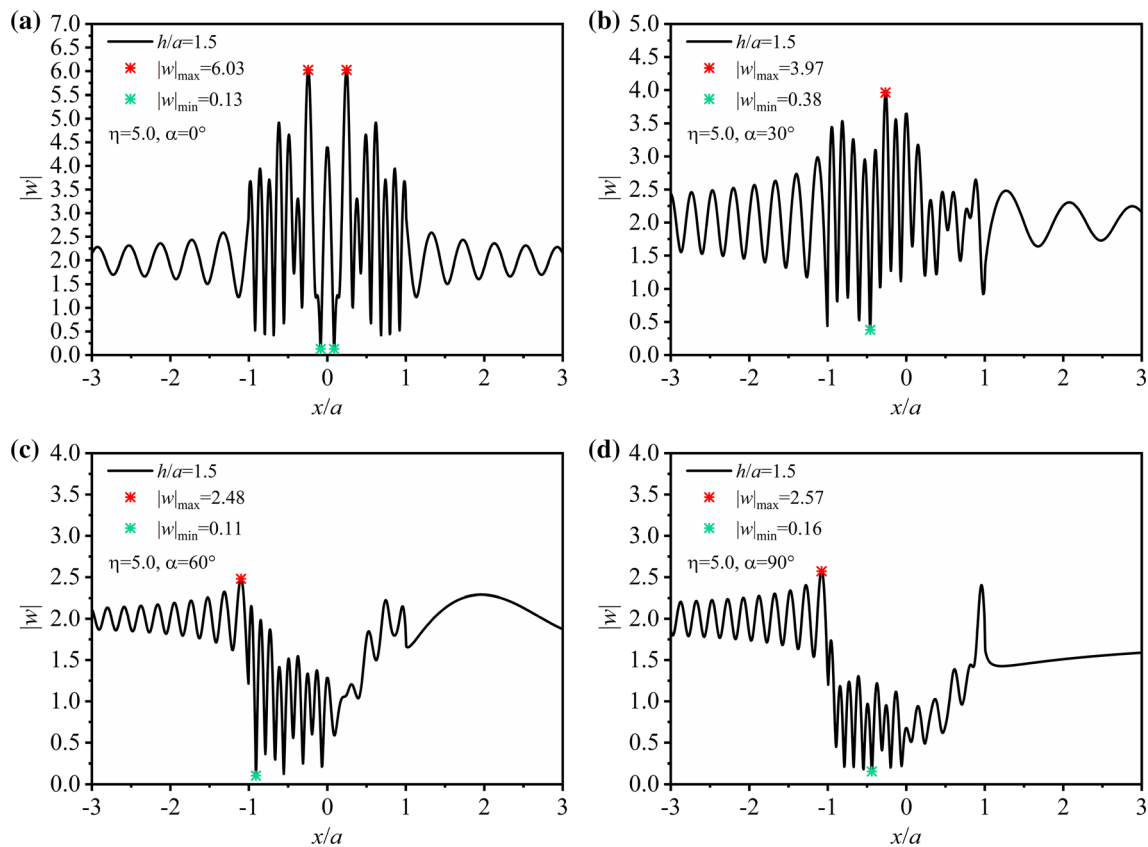 (a)
7.0
6.5
6.0
5.5
5.0
4.5
4.0
3.5
3.0
2.5
2.0
1.5
1.0
0.5
0.0
|w|
h/a=1.5
|w|max=6.03
|w|min=0.13
η=5.0, α=0°
-3 -2 -1 0 1 2 3
x/a
(b)
5.0
4.5
4.0
3.5
3.0
2.5
2.0
1.5
1.0
0.5
0.0
|w|
h/a=1.5
|w|max=3.97
|w|min=0.38
η=5.0, α=30°
-3 -2 -1 0 1 2 3
x/a
(c)
4.0
3.5
3.0
2.5
2.0
1.5
1.0
0.5
0.0
|w|
h/a=1.5
|w|max=2.48
|w|min=0.11
η=5.0, α=60°
-3 -2 -1 0 1 2 3
x/a
(d)
4.0
3.5
3.0
2.5
2.0
1.5
1.0
0.5
0.0
|w|
h/a=1.5
|w|max=2.57
|w|min=0.16
η=5.0, α=90°
-3 -2 -1 0 1 2 3
x/a